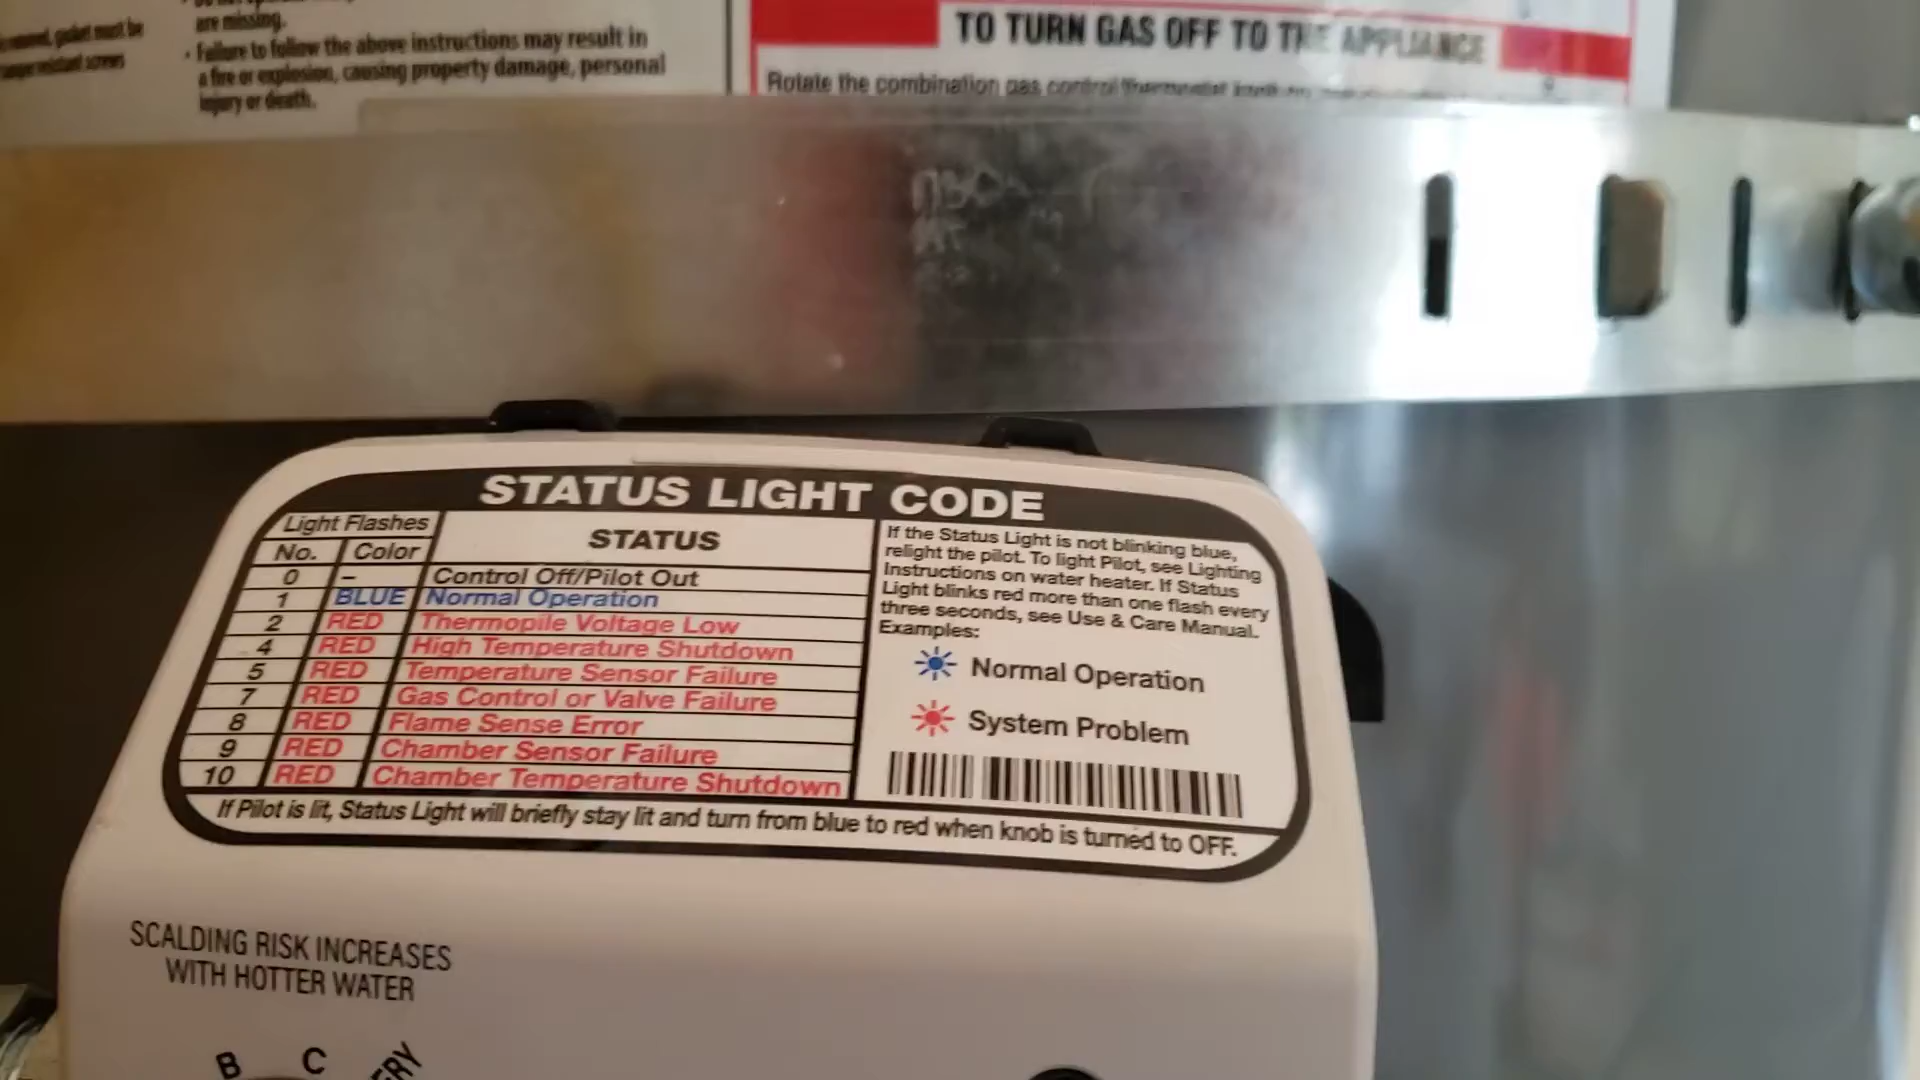 are missing.
• Failure to follow the above instructions may result in
a fire or explosion, causing property damage, personal
injury or death.
gasket must be
screws
TO TURN GAS OFF TO THE APPLIANCE
Rotate the combination gas control/thermostat
STATUS LIGHT CODE
Light Flashes
No. Color STATUS
0 – Control Off/Pilot Out
1 BLUE Normal Operation
2 RED Thermopile Voltage Low
4 RED High Temperature Shutdown
5 RED Temperature Sensor Failure
7 RED Gas Control or Valve Failure
8 RED Flame Sense Error
9 RED Chamber Sensor Failure
10 RED Chamber Temperature Shutdown
If the Status Light is not blinking blue,
relight the pilot. To light Pilot, see Lighting
Instructions on water heater. If Status
Light blinks red more than one flash every
three seconds, see Use & Care Manual.
Examples:
Normal Operation
System Problem
If Pilot is lit, Status Light will briefly stay lit and turn from blue to red when knob is turned to OFF.
SCALDING RISK INCREASES
WITH HOTTER WATER
B C ERY